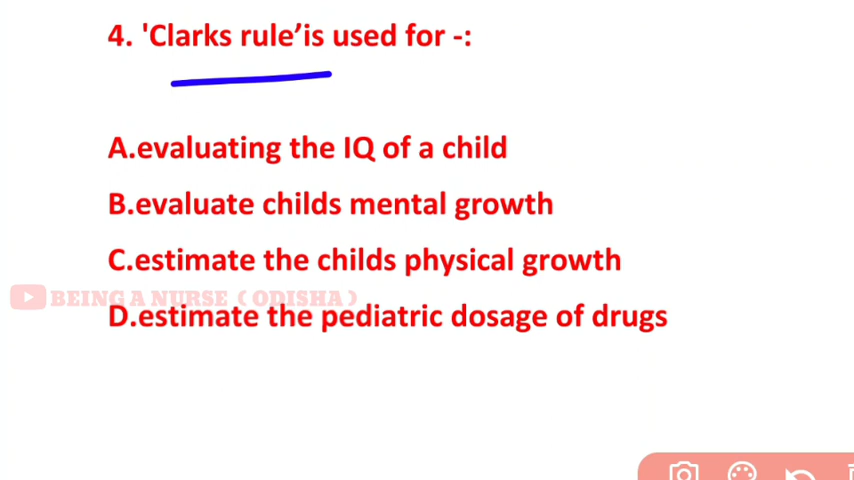 4. 'Clarks rule’is used for -:
A.evaluating the IQ of a child
B.evaluate childs mental growth
C.estimate the childs physical growth
BEING A NURSE ( ODISHA )
D.estimate the pediatric dosage of drugs